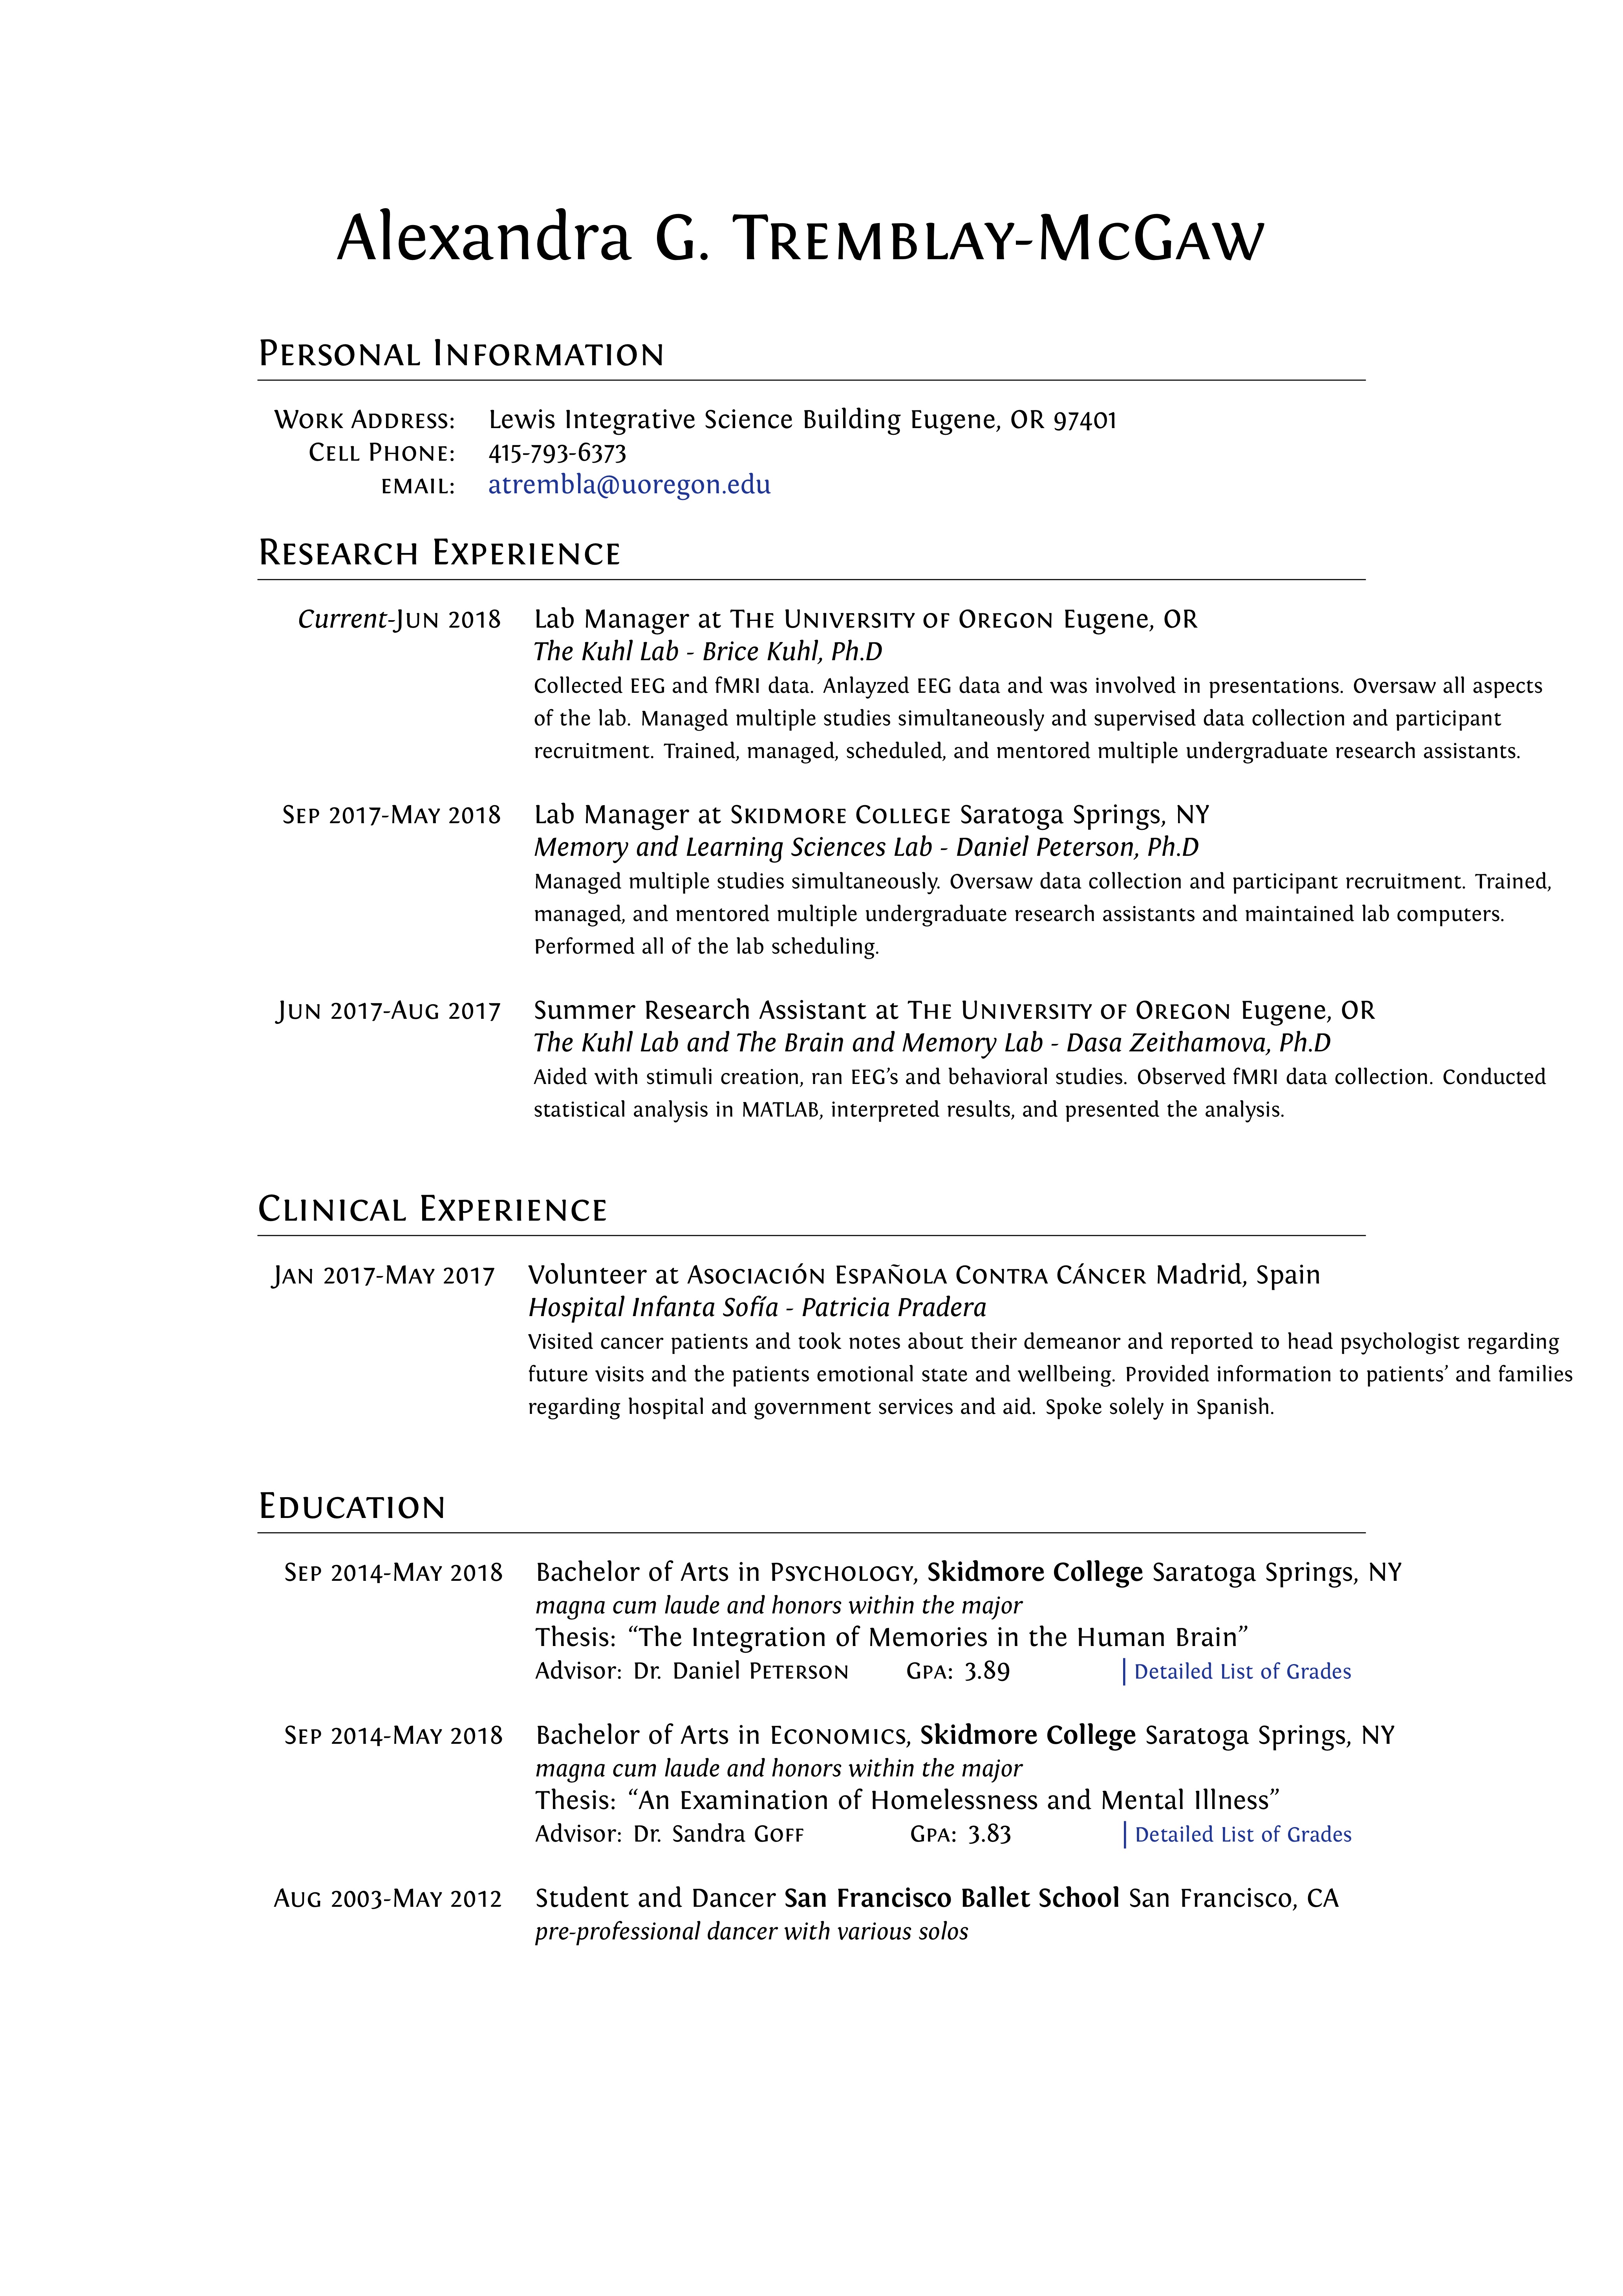 Alexandra G. Tremblay-McGaw
Personal Information
Work Address: Lewis Integrative Science Building Eugene, OR 97401
Cell Phone: 415-793-6373
email: atrembla@uoregon.edu
Research Experience
Current-Jun 2018 Lab Manager at The University of Oregon Eugene, OR
The Kuhl Lab - Brice Kuhl, Ph.D
Collected EEG and fMRI data. Anlayzed EEG data and was involved in presentations. Oversaw all aspects
of the lab. Managed multiple studies simultaneously and supervised data collection and participant
recruitment. Trained, managed, scheduled, and mentored multiple undergraduate research assistants.
Sep 2017-May 2018 Lab Manager at Skidmore College Saratoga Springs, NY
Memory and Learning Sciences Lab - Daniel Peterson, Ph.D
Managed multiple studies simultaneously. Oversaw data collection and participant recruitment. Trained,
managed, and mentored multiple undergraduate research assistants and maintained lab computers.
Performed all of the lab scheduling.
Jun 2017-Aug 2017 Summer Research Assistant at The University of Oregon Eugene, OR
The Kuhl Lab and The Brain and Memory Lab - Dasa Zeithamova, Ph.D
Aided with stimuli creation, ran EEG's and behavioral studies. Observed fMRI data collection. Conducted
statistical analysis in MATLAB, interpreted results, and presented the analysis.
Clinical Experience
Jan 2017-May 2017 Volunteer at Asociación Española Contra Cáncer Madrid, Spain
Hospital Infanta Sofía - Patricia Pradera
Visited cancer patients and took notes about their demeanor and reported to head psychologist regarding
future visits and the patients emotional state and wellbeing. Provided information to patients' and families
regarding hospital and government services and aid. Spoke solely in Spanish.
Education
Sep 2014-May 2018 Bachelor of Arts in Psychology, Skidmore College Saratoga Springs, NY
magna cum laude and honors within the major
Thesis: "The Integration of Memories in the Human Brain"
Advisor: Dr. Daniel Peterson Gpa: 3.89 | Detailed List of Grades
Sep 2014-May 2018 Bachelor of Arts in Economics, Skidmore College Saratoga Springs, NY
magna cum laude and honors within the major
Thesis: "An Examination of Homelessness and Mental Illness"
Advisor: Dr. Sandra Goff Gpa: 3.83 | Detailed List of Grades
Aug 2003-May 2012 Student and Dancer San Francisco Ballet School San Francisco, CA
pre-professional dancer with various solos